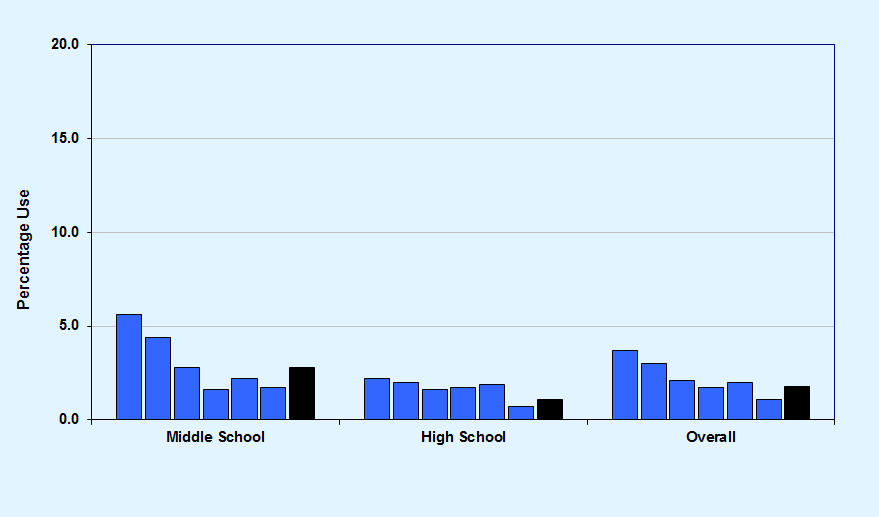 20.0
15.0
10.0
5.0
0.0
Percentage Use
Middle School
High School
Overall